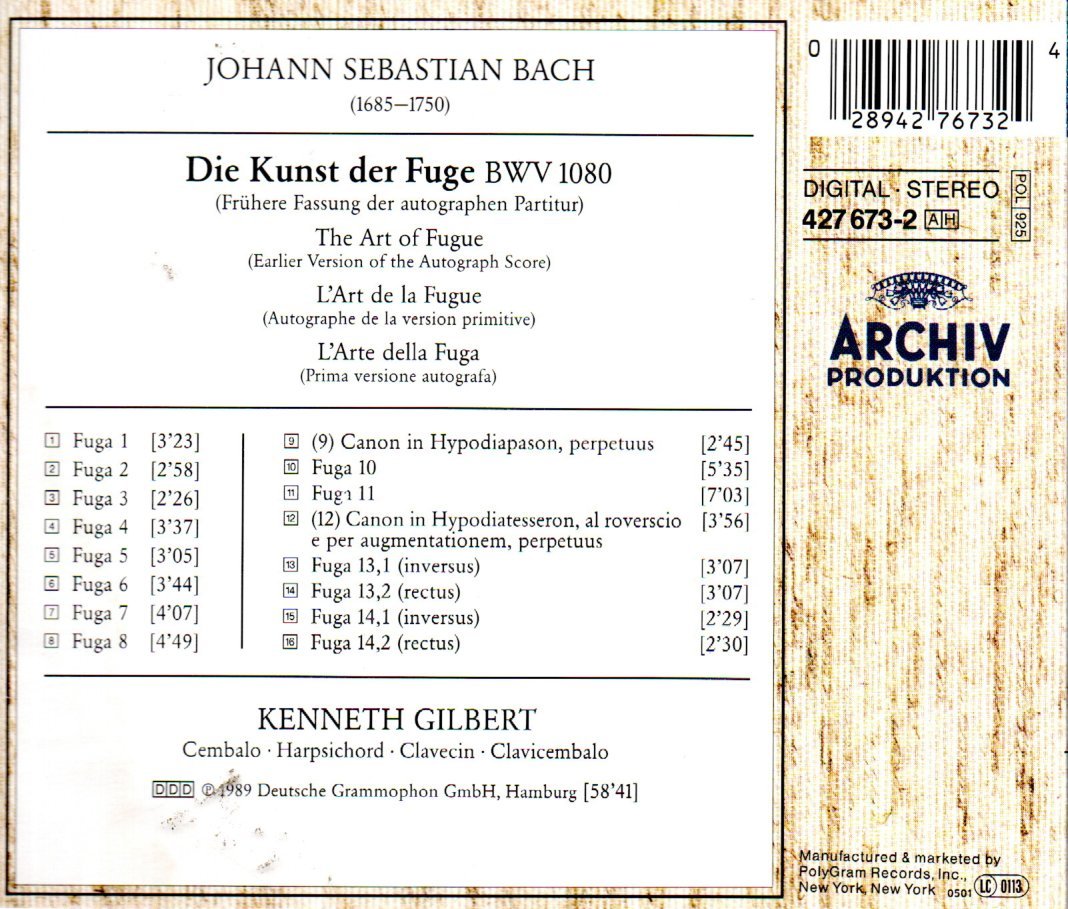 JOHANN SEBASTIAN BACH
(1685—1750)
Die Kunst der Fuge BWV 1080
(Frühere Fassung der autographen Partitur)
The Art of Fugue
(Earlier Version of the Autograph Score)
L'Art de la Fugue
(Autographe de la version primitive)
L'Arte della Fuga
(Prima versione autografa)
1 Fuga 1 [3'23]
2 Fuga 2 [2'58]
3 Fuga 3 [2'26]
4 Fuga 4 [3'37]
5 Fuga 5 [3'05]
6 Fuga 6 [3'44]
7 Fuga 7 [4'07]
8 Fuga 8 [4'49]
9 (9) Canon in Hypodiapason, perpetuus [2'45]
10 Fuga 10 [5'35]
11 Fuga 11 [7'03]
12 (12) Canon in Hypodiatesseron, al roverscio [3'56]
e per augmentationem, perpetuus
13 Fuga 13,1 (inversus) [3'07]
14 Fuga 13,2 (rectus) [3'07]
15 Fuga 14,1 (inversus) [2'29]
16 Fuga 14,2 (rectus) [2'30]
KENNETH GILBERT
Cembalo · Harpsichord · Clavecin · Clavicembalo
DDD ℗ 1989 Deutsche Grammophon GmbH, Hamburg [58'41]
0 28942 76732 4
DIGITAL · STEREO
427 673-2 AH
POL 925
ARCHIV
PRODUKTION
Manufactured & marketed by
PolyGram Records, Inc.,
New York, New York 0501 LC 0113